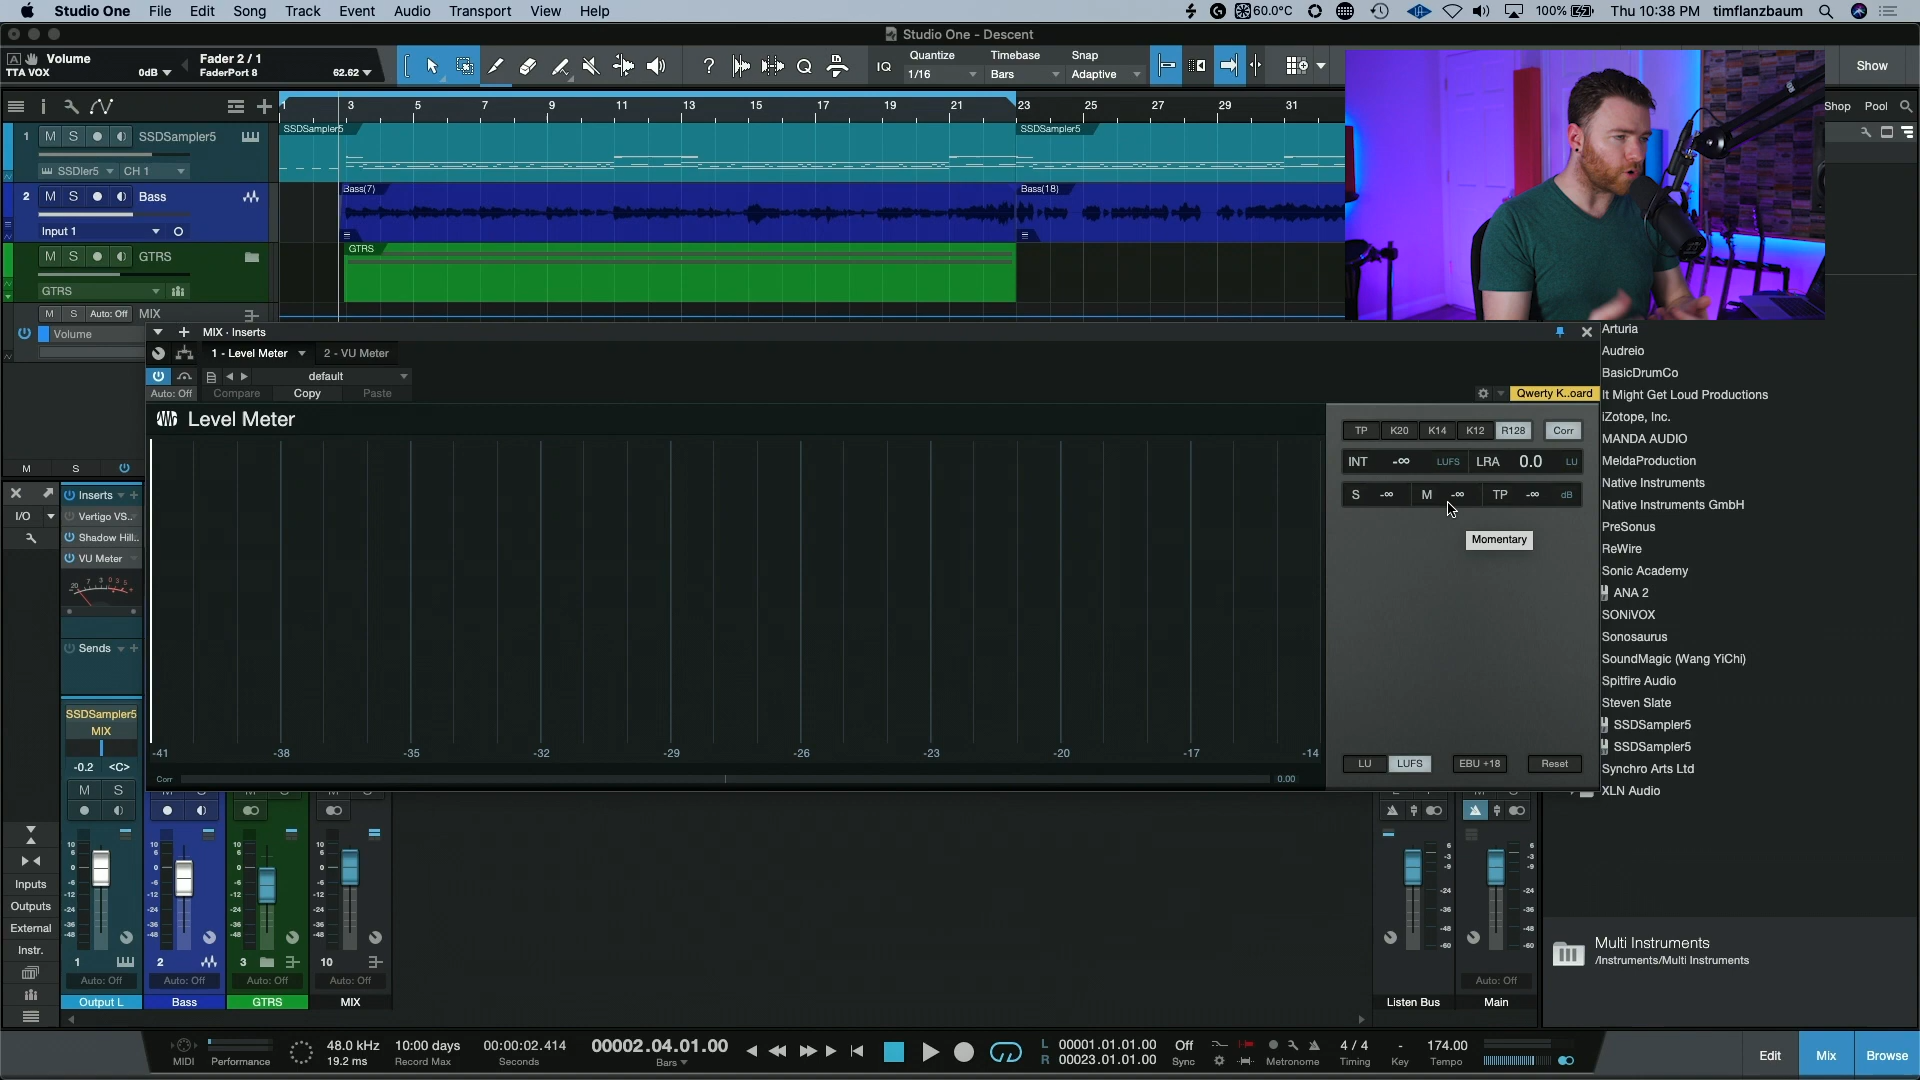 Studio One File Edit Song Track Event Audio Transport View Help 60.0°C 100% Thu 10:38 PM timflanzbaum
Studio One - Descent
Volume
TTA VOX 0dB
Fader 2 / 1
FaderPort 8 62.62
IQ
Quantize Timebase Snap
1/16 Bars Adaptive
Show
1 3 5 7 9 11 13 15 17 19 21 23 25 27 29 31
Shop Pool
1 M S SSDSampler5
SSDler5 CH 1
SSDSampler5 SSDSampler5
2 M S Bass
Input 1
Bass(7) Bass(18)
M S GTRS
GTRS
GTRS
M S Auto: Off MIX
Volume
MIX - Inserts
1 - Level Meter 2 - VU Meter
default
Auto: Off Compare Copy Paste
Qwerty K..oard
Level Meter
TP K20 K14 K12 R128 Corr
INT -∞ LUFS LRA 0.0 LU
S -∞ M -∞ TP -∞ dB
Momentary
-41 -38 -35 -32 -29 -26 -23 -20 -17 -14
Corr 0.00
LU LUFS EBU +18 Reset
Arturia
Audreio
BasicDrumCo
It Might Get Loud Productions
iZotope, Inc.
MANDA AUDIO
MeldaProduction
Native Instruments
Native Instruments GmbH
PreSonus
ReWire
Sonic Academy
ANA 2
SONiVOX
Sonosaurus
SoundMagic (Wang YiChi)
Spitfire Audio
Steven Slate
SSDSampler5
SSDSampler5
Synchro Arts Ltd
XLN Audio
M S
Inserts
I/O Vertigo VS..
Shadow Hill..
VU Meter
Sends
SSDSampler5
MIX
-0.2 <C>
M S
Inputs
Outputs
External
Instr.
1 2 3 10
Auto: Off Auto: Off Auto: Off Auto: Off Auto: Off
Output L Bass GTRS MIX Listen Bus Main
Multi Instruments
/Instruments/Multi Instruments
MIDI Performance
48.0 kHz
19.2 ms
10:00 days
Record Max
00:00:02.414
Seconds
00002.04.01.00
Bars
L 00001.01.01.00
R 00023.01.01.00
Off
Sync
Metronome
4 / 4
Timing
-
Key
174.00
Tempo
Edit Mix Browse